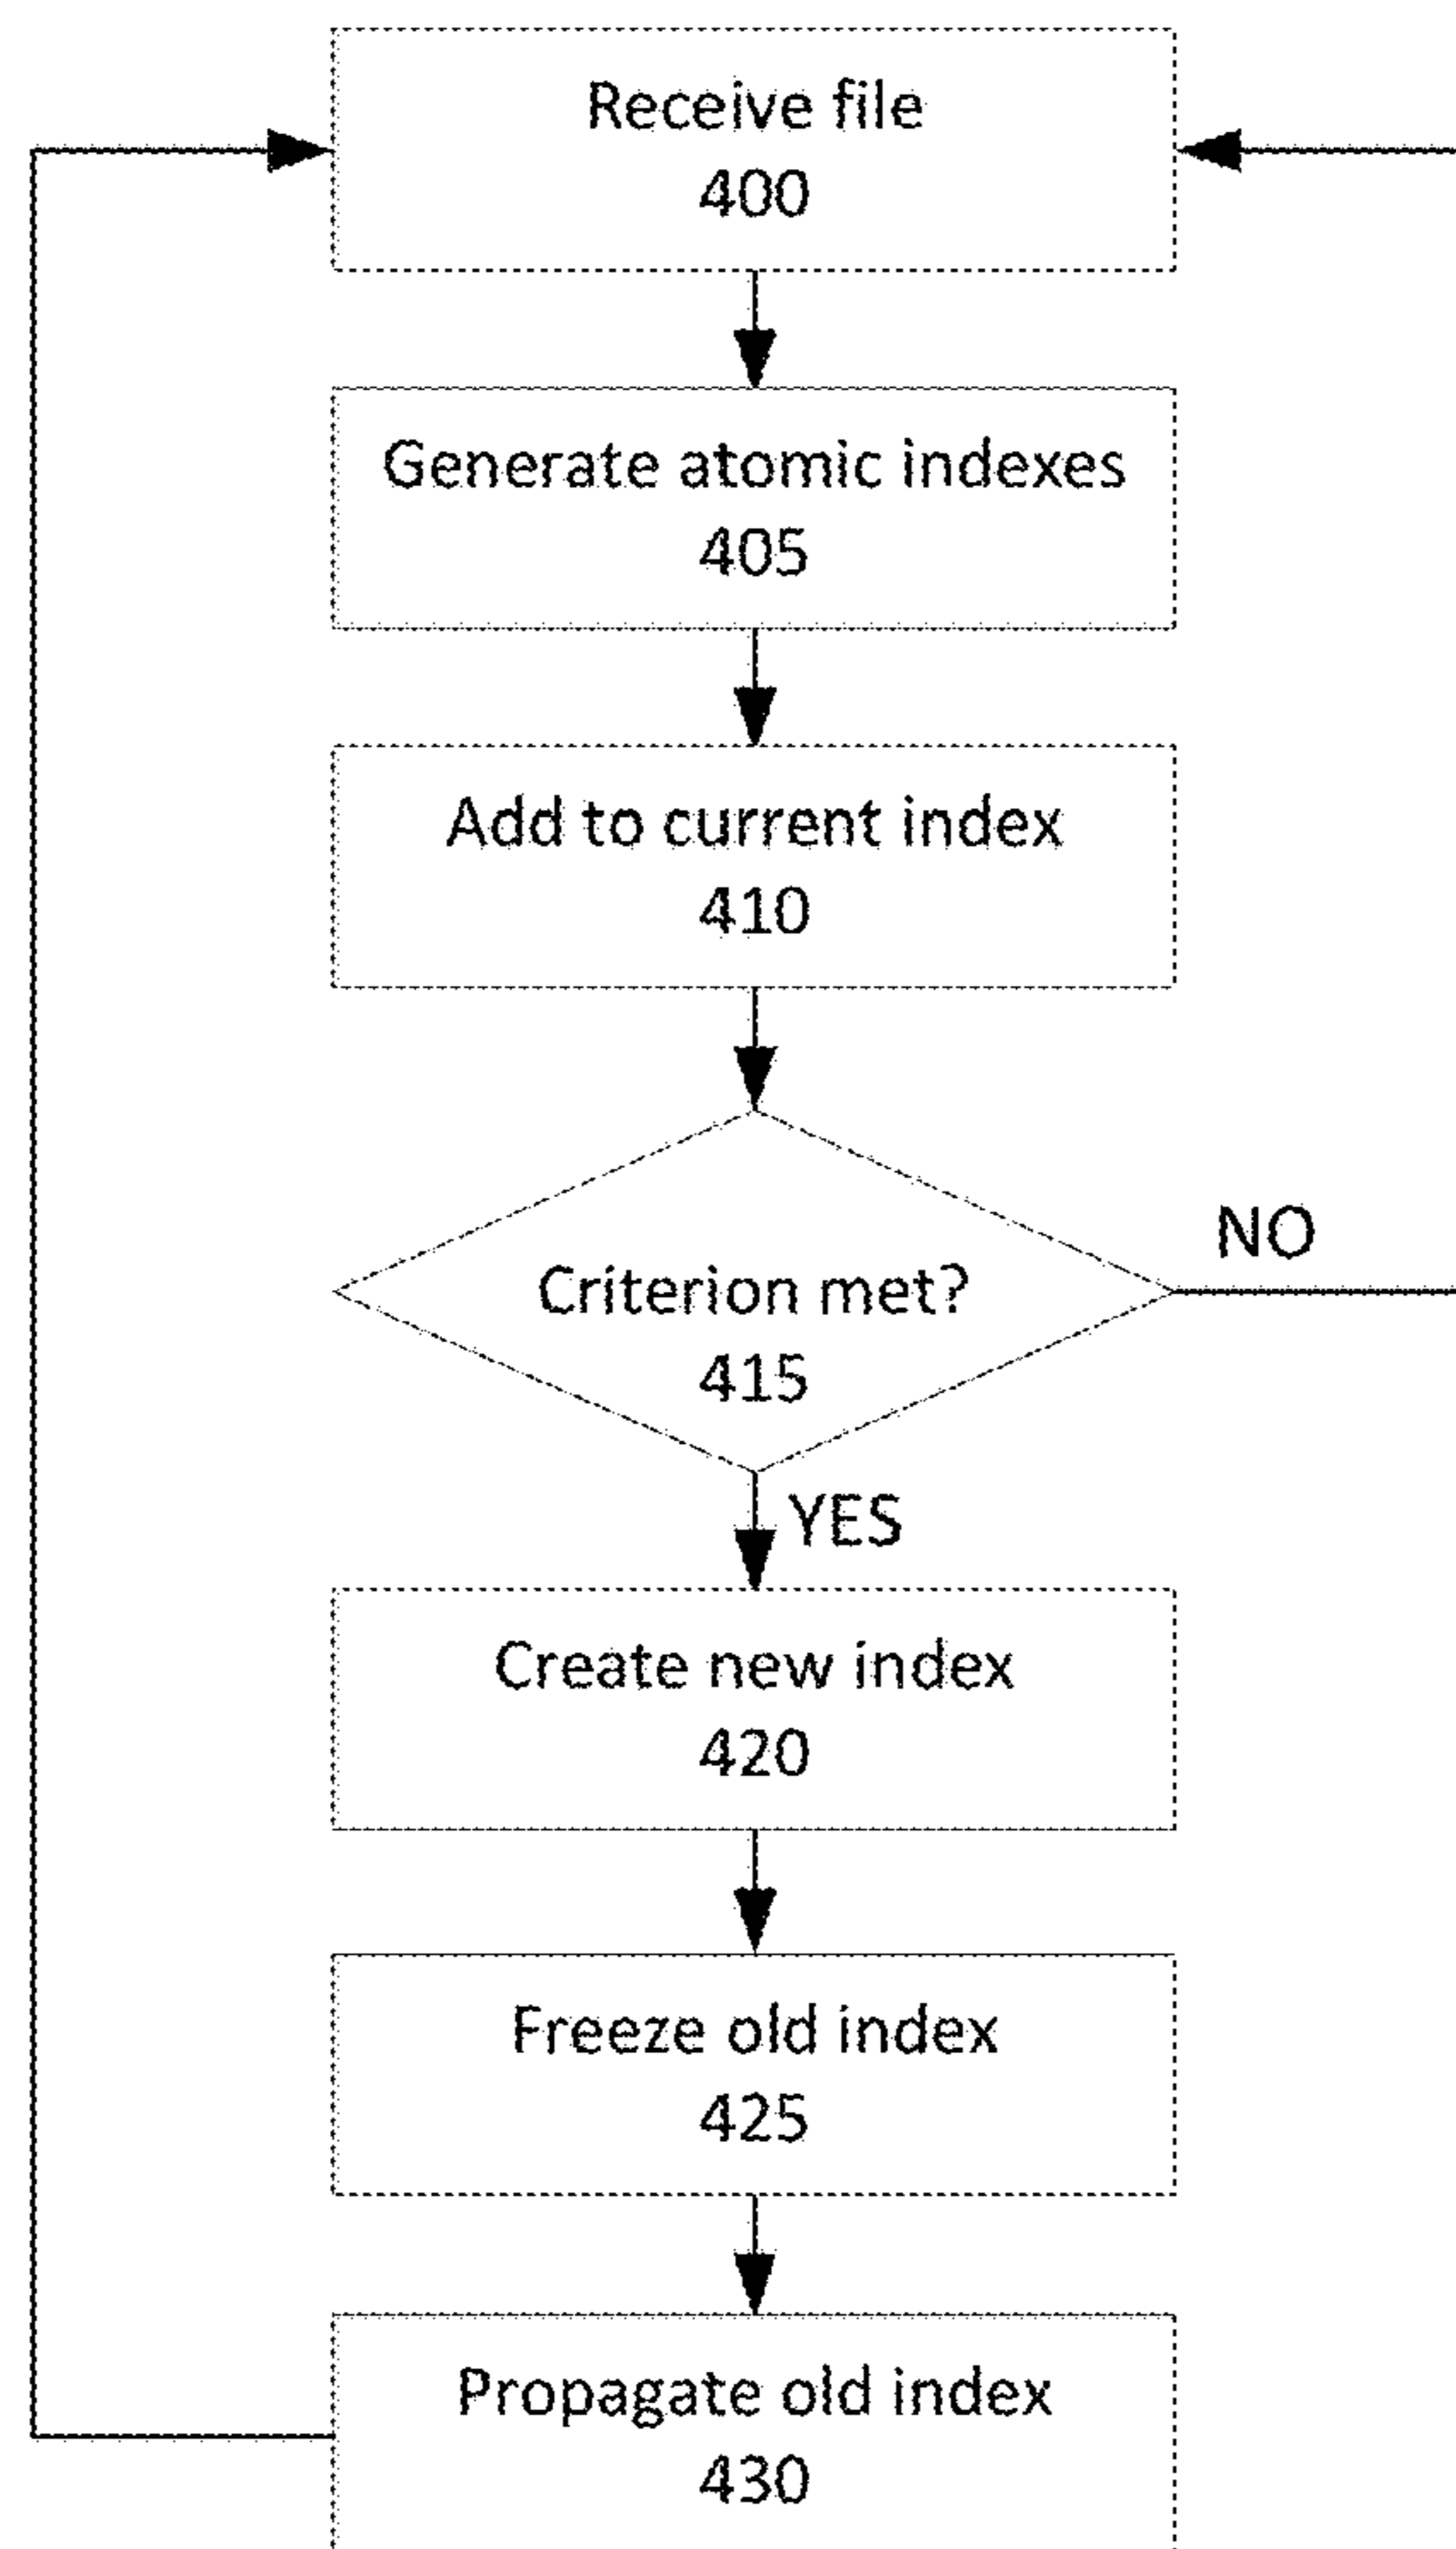 Receive file
400
Generate atomic indexes
405
Add to current index
410
NO
Criterion met?
415
YES
Create new index
420
Freeze old index
425
Propagate old index
430